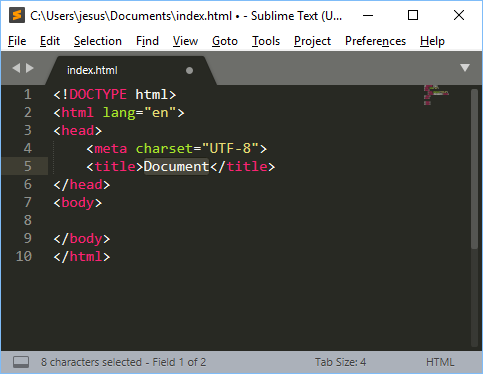 C:\Users\jesus\Documents\index.html • - Sublime Text (U...
File Edit Selection Find View Goto Tools Project Preferences Help
index.html
1 <!DOCTYPE html>
2 <html lang="en">
3 <head>
4     <meta charset="UTF-8">
5     <title>Document</title>
6 </head>
7 <body>
8
9 </body>
10 </html>
8 characters selected - Field 1 of 2 Tab Size: 4 HTML